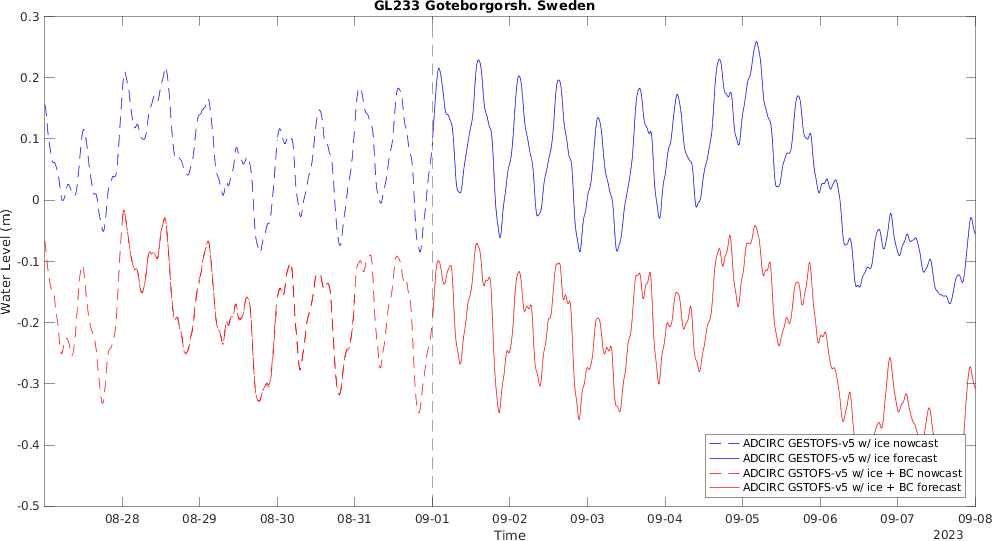 GL233 Goteborgorsh. Sweden
0.3
0.2
0.1
0
-0.1
-0.2
-0.3
-0.4
-0.5
Water Level (m)
ADCIRC GESTOFS-v5 w/ ice nowcast
ADCIRC GESTOFS-v5 w/ ice forecast
ADCIRC GSTOFS-v5 w/ ice + BC nowcast
ADCIRC GSTOFS-v5 w/ ice + BC forecast
08-28 08-29 08-30 08-31 09-01 09-02 09-03 09-04 09-05 09-06 09-07 09-08
Time
2023